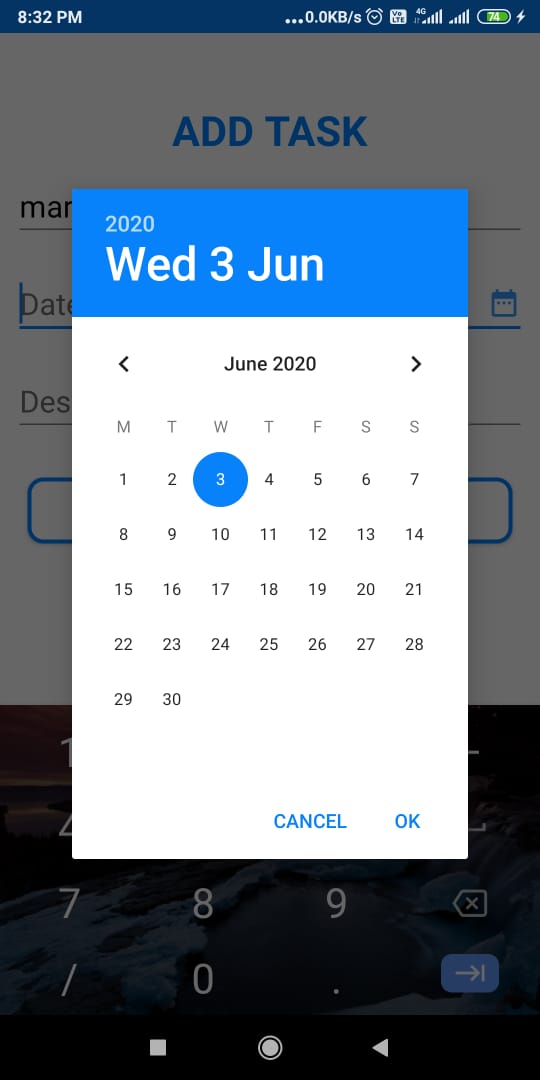 8:32 PM ...0.0KB/s Vo LTE 4G 74
ADD TASK
mar
2020
Wed 3 Jun
Date
June 2020
Des
M T W T F S S
1 2 3 4 5 6 7
8 9 10 11 12 13 14
15 16 17 18 19 20 21
22 23 24 25 26 27 28
29 30
1 -
CANCEL OK
7 8 9
/ 0 .